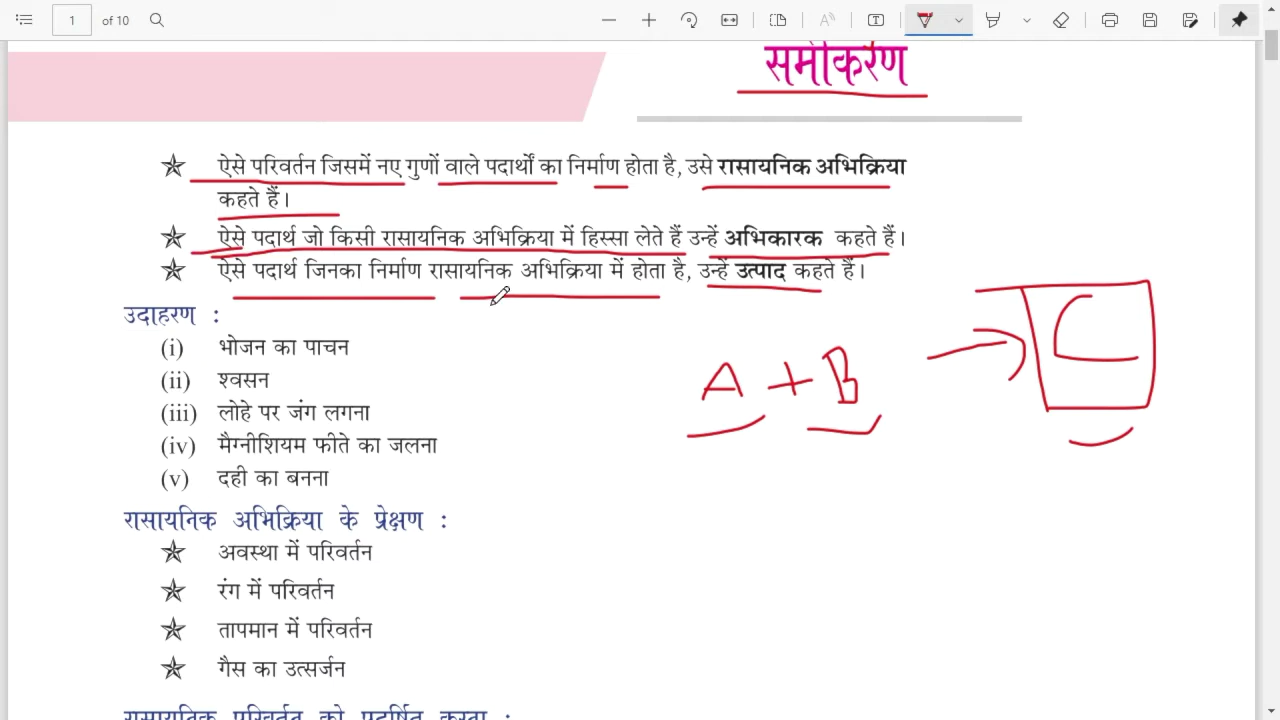 1 of 10
समीकरण
ऐसे परिवर्तन जिसमें नए गुणों वाले पदार्थों का निर्माण होता है, उसे रासायनिक अभिक्रिया
कहते हैं।
ऐसे पदार्थ जो किसी रासायनिक अभिक्रिया में हिस्सा लेते हैं उन्हें अभिकारक कहते हैं।
ऐसे पदार्थ जिनका निर्माण रासायनिक अभिक्रिया में होता है, उन्हें उत्पाद कहते हैं।
उदाहरण :
(i) भोजन का पाचन
(ii) श्वसन
(iii) लोहे पर जंग लगना
(iv) मैग्नीशियम फीते का जलना
(v) दही का बनना
A + B → C
रासायनिक अभिक्रिया के प्रेक्षण :
अवस्था में परिवर्तन
रंग में परिवर्तन
तापमान में परिवर्तन
गैस का उत्सर्जन